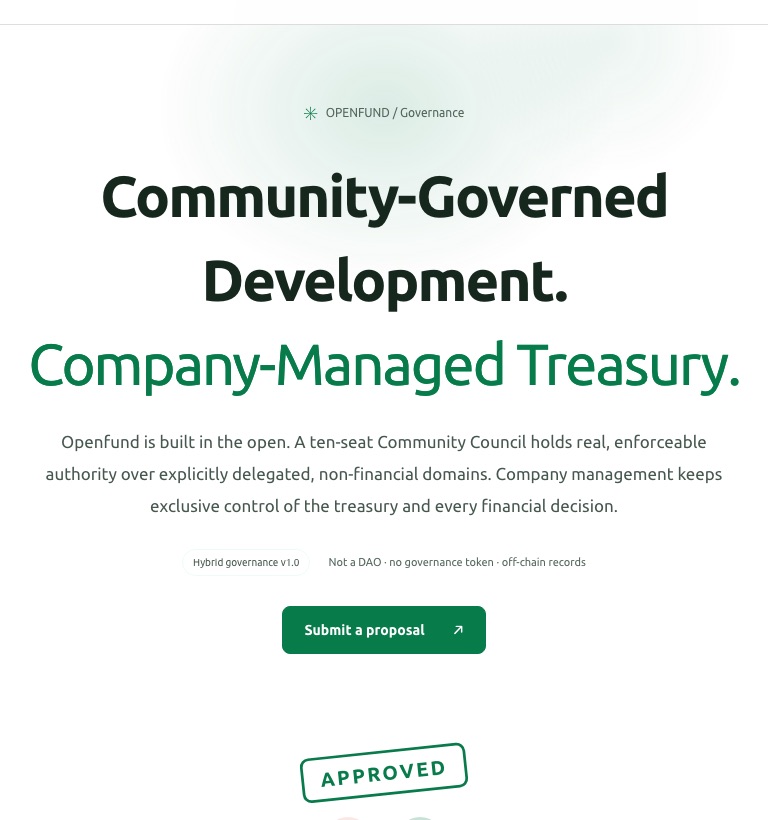 OPENFUND / Governance
Community-Governed
Development.
Company-Managed Treasury.
Openfund is built in the open. A ten-seat Community Council holds real, enforceable
authority over explicitly delegated, non-financial domains. Company management keeps
exclusive control of the treasury and every financial decision.
Hybrid governance v1.0
Not a DAO · no governance token · off-chain records
Submit a proposal
APPROVED